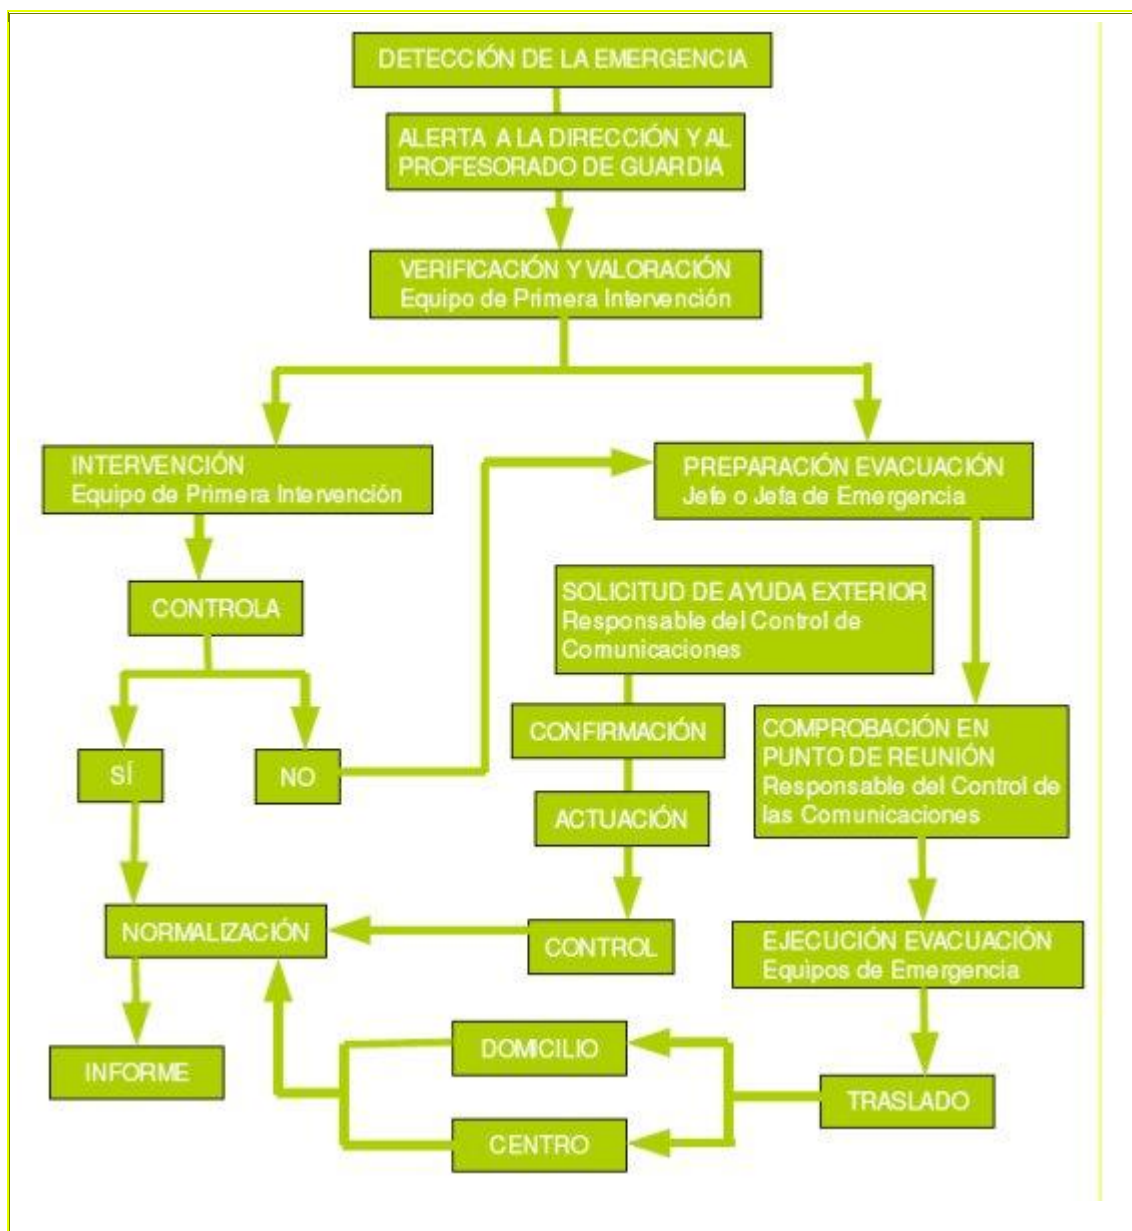 DETECCIÓN DE LA EMERGENCIA
ALERTA A LA DIRECCIÓN Y AL
PROFESORADO DE GUARDIA
VERIFICACIÓN Y VALORACIÓN
Equipo de Primera Intervención
INTERVENCIÓN
Equipo de Primera Intervención
PREPARACIÓN EVACUACIÓN
Jefe o Jefa de Emergencia
CONTROLA
SOLICITUD DE AYUDA EXTERIOR
Responsable del Control de
Comunicaciones
SÍ
NO
CONFIRMACIÓN
COMPROBACIÓN EN
PUNTO DE REUNIÓN
Responsable del Control de
las Comunicaciones
ACTUACIÓN
NORMALIZACIÓN
CONTROL
EJECUCIÓN EVACUACIÓN
Equipos de Emergencia
INFORME
DOMICILIO
TRASLADO
CENTRO